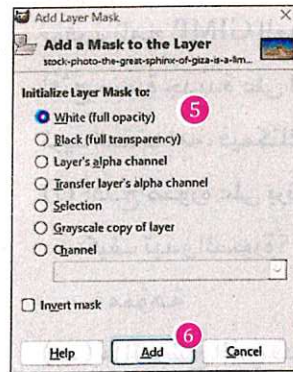 Add Layer Mask
Add a Mask to the Layer
stock-photo-the-great-sphinx-of-giza-is-a-lim...
Initialize Layer Mask to:
White (full opacity) 5
Black (full transparency)
Layer's alpha channel
Transfer layer's alpha channel
Selection
Grayscale copy of layer
Channel
Invert mask
6
Help Add Cancel